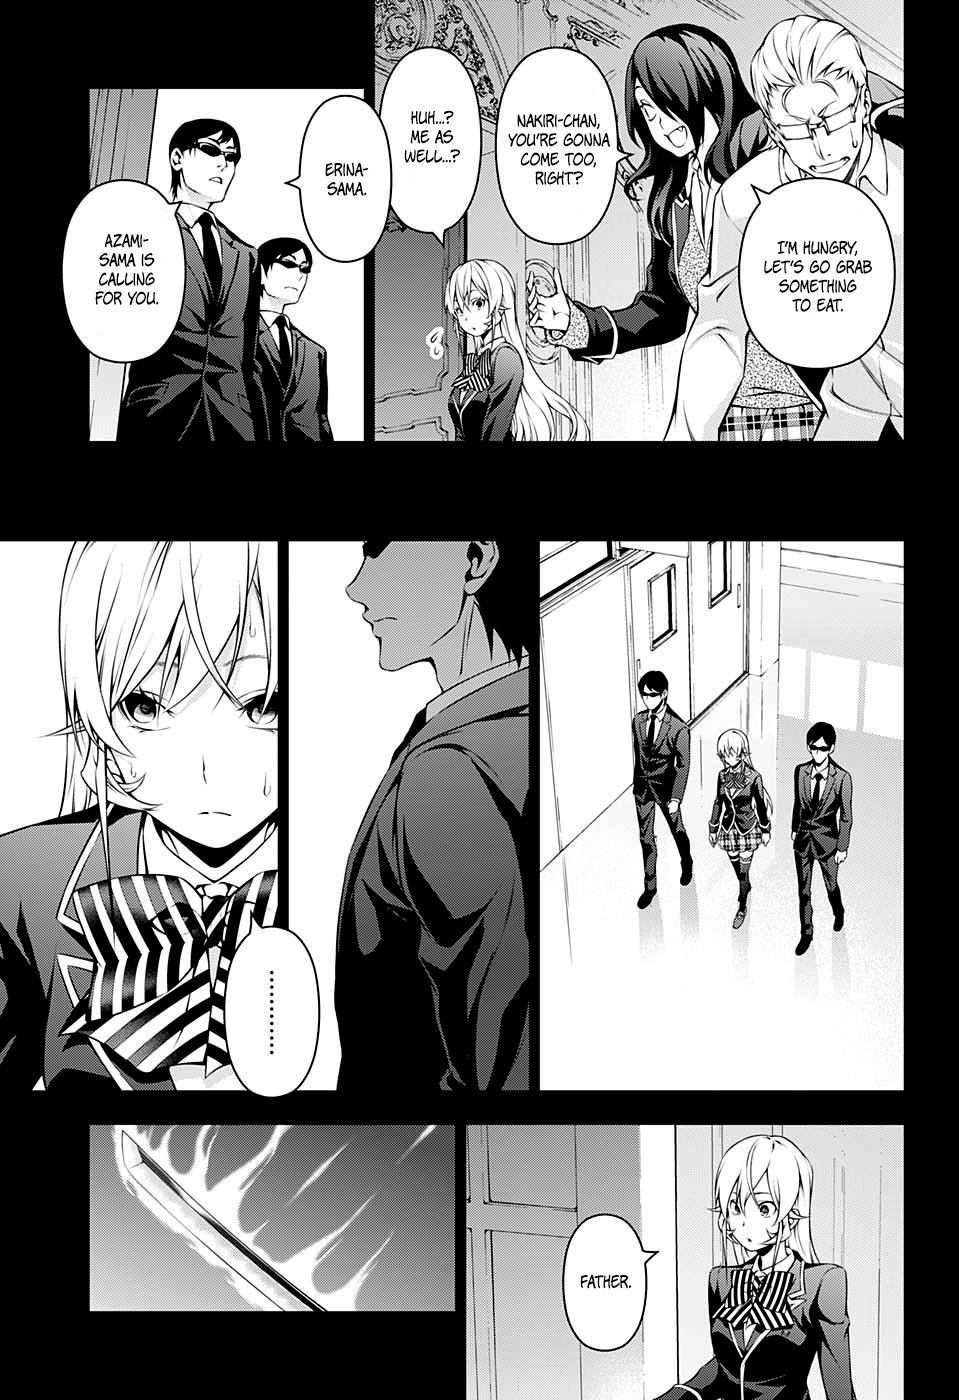 I'M HUNGRY,
LET'S GO GRAB
SOMETHING
TO EAT.
NAKIRI-CHAN,
YOU'RE GONNA
COME TOO,
RIGHT?
HUH...?
ME AS
WELL...?
ERINA-
SAMA.
AZAMI-
SAMA IS
CALLING
FOR YOU.
.........
FATHER.